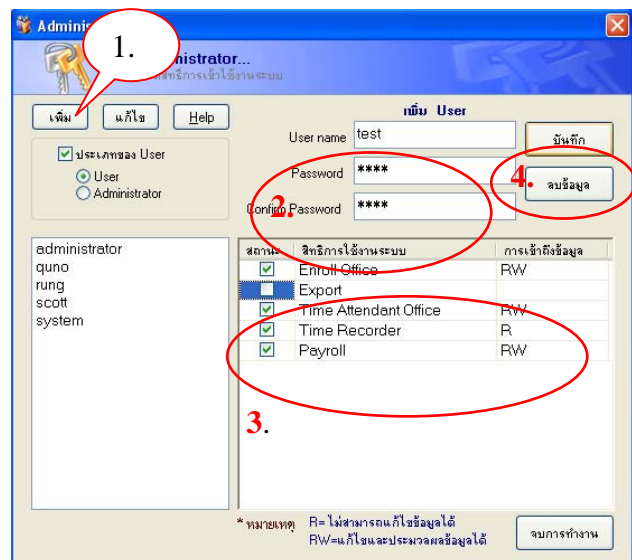 Adminis
1.
nistrator...
สิทธิการเข้าใช้งานระบบ
เพิ่ม แก้ไข Help
เพิ่ม User
User name test
บันทึก
ประเภทของ User
User
Administrator
Password ****
4.
ลบข้อมูล
Confirm Password ****
2.
administrator
quno
rung
scott
system
สถานะ สิทธิการใช้งานระบบ การเข้าถึงข้อมูล
Enroll Office RW
Export
Time Attendant Office RW
Time Recorder R
Payroll RW
3.
* หมายเหตุ R= ไม่สามารถแก้ไขข้อมูลได้
RW=แก้ไขและประมวลผลข้อมูลได้
จบการทำงาน